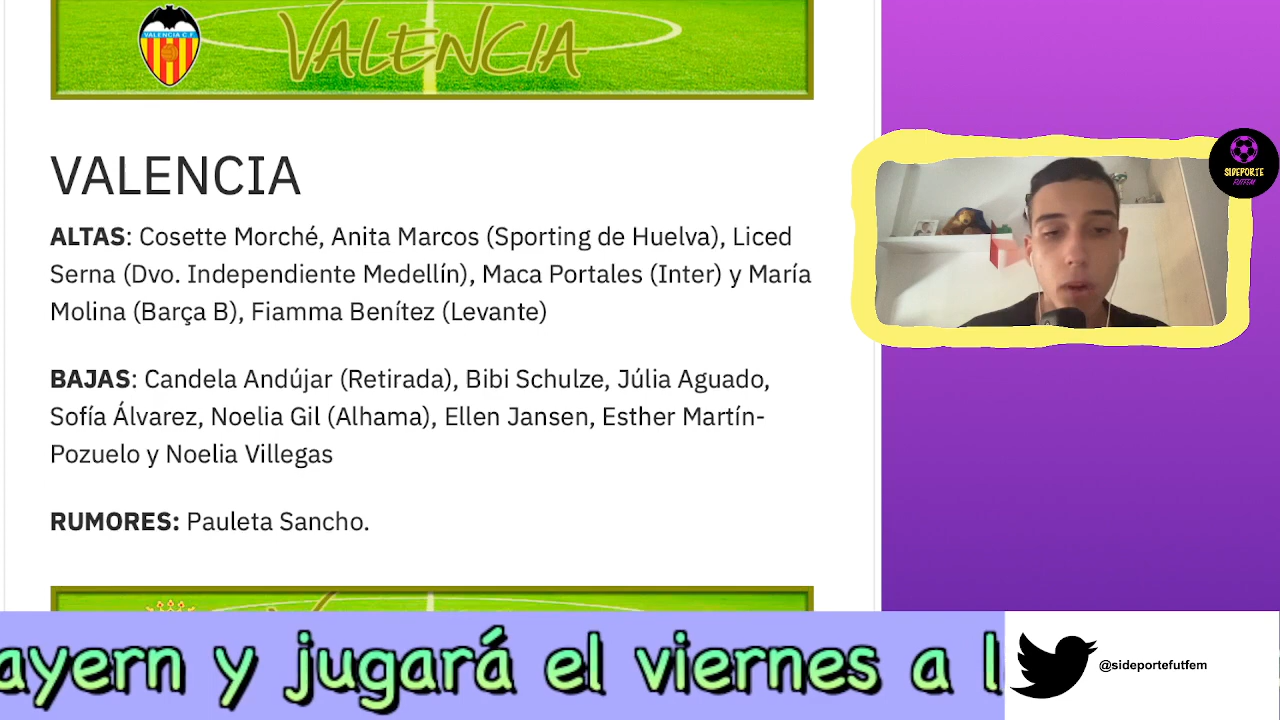 VALENCIA C.F.
VALENCIA
VALENCIA
ALTAS: Cosette Morché, Anita Marcos (Sporting de Huelva), Liced
Serna (Dvo. Independiente Medellín), Maca Portales (Inter) y María
Molina (Barça B), Fiamma Benítez (Levante)
BAJAS: Candela Andújar (Retirada), Bibi Schulze, Júlia Aguado,
Sofía Álvarez, Noelia Gil (Alhama), Ellen Jansen, Esther Martín-
Pozuelo y Noelia Villegas
RUMORES: Pauleta Sancho.
SIDEPORTE
FUTFEM
ayern y jugará el viernes a l
@sideportefutfem